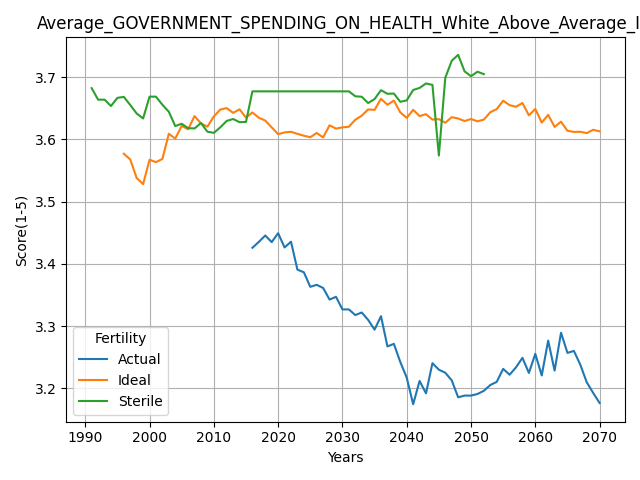 Average_GOVERNMENT_SPENDING_ON_HEALTH_White_Above_Average_I
3.7
3.6
3.5
3.4
3.3
3.2
Score(1-5)
Fertility
Actual
Ideal
Sterile
1990 2000 2010 2020 2030 2040 2050 2060 2070
Years